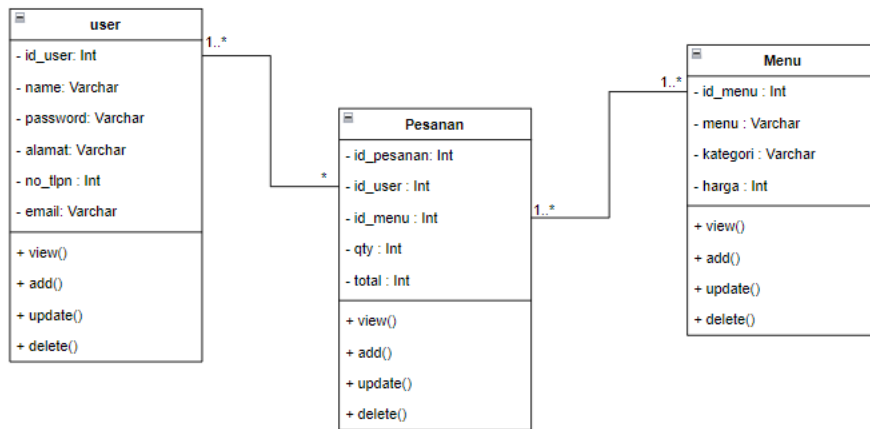 user
- id_user: Int
- name: Varchar
- password: Varchar
- alamat: Varchar
- no_tlpn : Int
- email: Varchar
+ view()
+ add()
+ update()
+ delete()
1..*
*
Pesanan
- id_pesanan: Int
- id_user : Int
- id_menu : Int
- qty : Int
- total : Int
+ view()
+ add()
+ update()
+ delete()
1..*
1..*
Menu
- id_menu : Int
- menu : Varchar
- kategori : Varchar
- harga : Int
+ view()
+ add()
+ update()
+ delete()